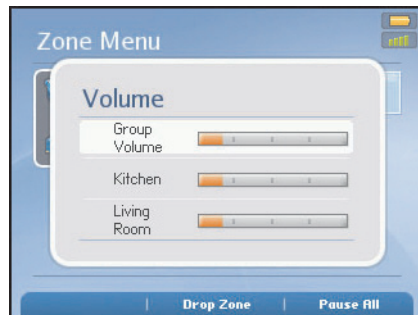 Zone Menu
Volume
Group
Volume
Kitchen
Living
Room
Drop Zone | Pause All